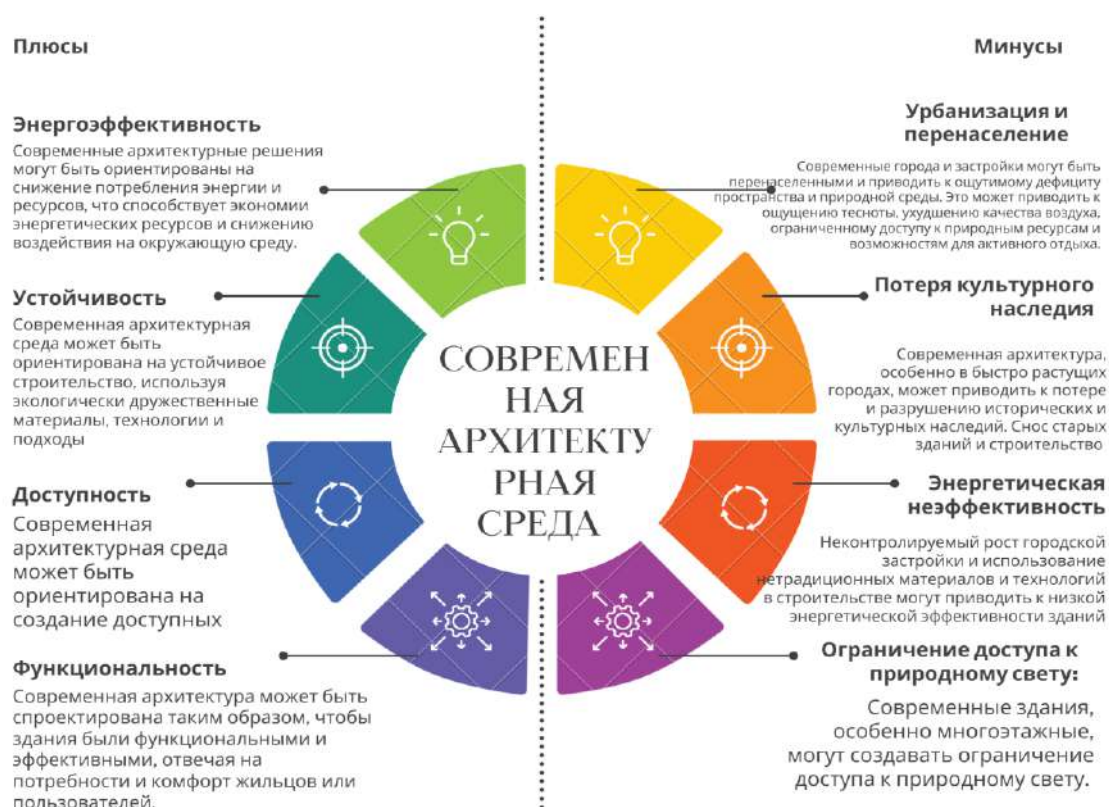 Плюсы
Энергоэффективность
Современные архитектурные решения
могут быть ориентированы на
снижение потребления энергии и
ресурсов, что способствует экономии
энергетических ресурсов и снижению
воздействия на окружающую среду.
Устойчивость
Современная архитектурная
среда может быть
ориентирована на устойчивое
строительство, используя
экологически дружественные
материалы, технологии и
подходы
Доступность
Современная
архитектурная среда
может быть
ориентирована на
создание доступных
Функциональность
Современная архитектура может быть
спроектирована таким образом, чтобы
здания были функциональными и
эффективными, отвечая на
потребности и комфорт жильцов или
пользователей.
СОВРЕМЕН
НАЯ
АРХИТЕКТУ
РНАЯ
СРЕДА
Минусы
Урбанизация и
перенаселение
Современные города и застройки могут быть
перенаселенными и приводить к ощутимому дефициту
пространства и природной среды. Это может приводить к
ощущению тесноты, ухудшению качества воздуха,
ограниченному доступу к природным ресурсам и
возможностям для активного отдыха.
Потеря культурного
наследия
Современная архитектура,
особенно в быстро растущих
городах, может приводить к потере
и разрушению исторических и
культурных наследий. Снос старых
зданий и строительство
Энергетическая
неэффективность
Неконтролируемый рост городской
застройки и использование
нетрадиционных материалов и технологий
в строительстве могут приводить к низкой
энергетической эффективности зданий
Ограничение доступа к
природному свету:
Современные здания,
особенно многоэтажные,
могут создавать ограничение
доступа к природному свету.